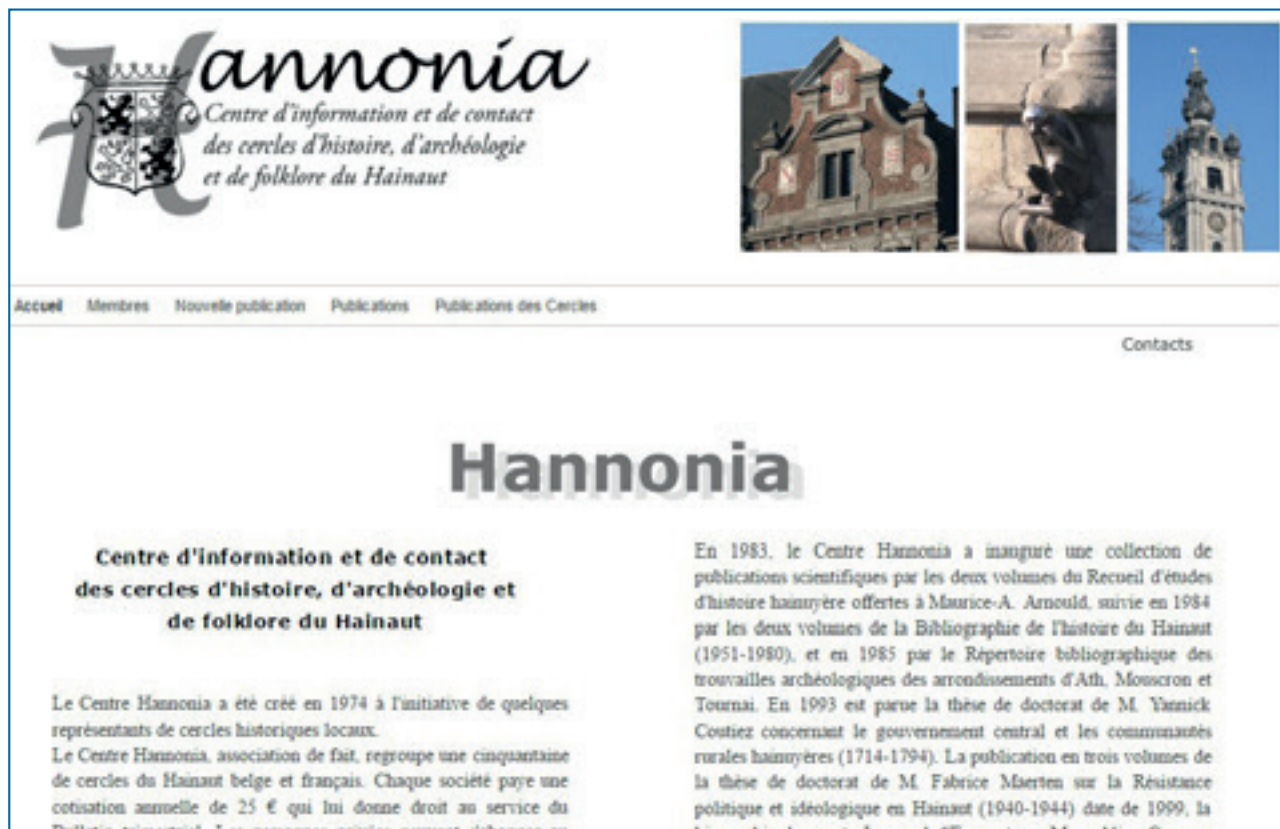 Hannonia
Centre d'information et de contact
des cercles d'histoire, d'archéologie
et de folklore du Hainaut
Accueil Membres Nouvelle publication Publications Publications des Cercles
Contacts
Hannonia
Centre d'information et de contact
des cercles d'histoire, d'archéologie et
de folklore du Hainaut
Le Centre Hannonia a été créé en 1974 à l'initiative de quelques
représentants de cercles historiques locaux.
Le Centre Hannonia, association de fait, regroupe une cinquantaine
de cercles du Hainaut belge et français. Chaque société paye une
cotisation annuelle de 25 € qui lui donne droit au service du
En 1983, le Centre Hannonia a inauguré une collection de
publications scientifiques par les deux volumes du Recueil d'études
d'histoire hainuyère offertes à Maurice-A. Arnould, suivie en 1984
par les deux volumes de la Bibliographie de l'histoire du Hainaut
(1951-1980), et en 1985 par le Répertoire bibliographique des
trouvailles archéologiques des arrondissements d'Ath, Mouscron et
Tournai. En 1993 est parue la thèse de doctorat de M. Yannick
Coutiez concernant le gouvernement central et les communautés
rurales hainuyères (1714-1794). La publication en trois volumes de
la thèse de doctorat de M. Fabrice Maerten sur la Résistance
politique et idéologique en Hainaut (1940-1944) date de 1999, la